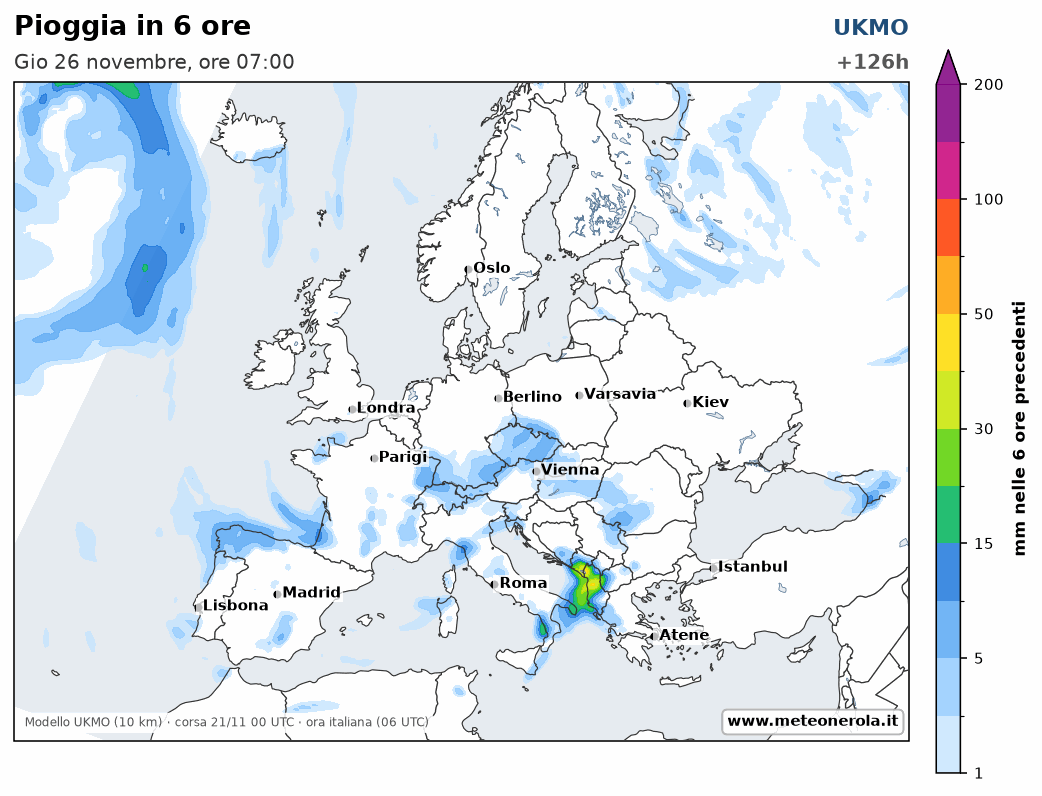 Pioggia in 6 ore
UKMO
Gio 26 novembre, ore 07:00
+126h
200
100
50
30
15
5
1
mm nelle 6 ore precedenti
Oslo
Berlino
Varsavia
Londra
Kiev
Parigi
Vienna
Istanbul
Madrid
Roma
Lisbona
Atene
Modello UKMO (10 km) · corsa 21/11 00 UTC · ora italiana (06 UTC)
www.meteonerola.it